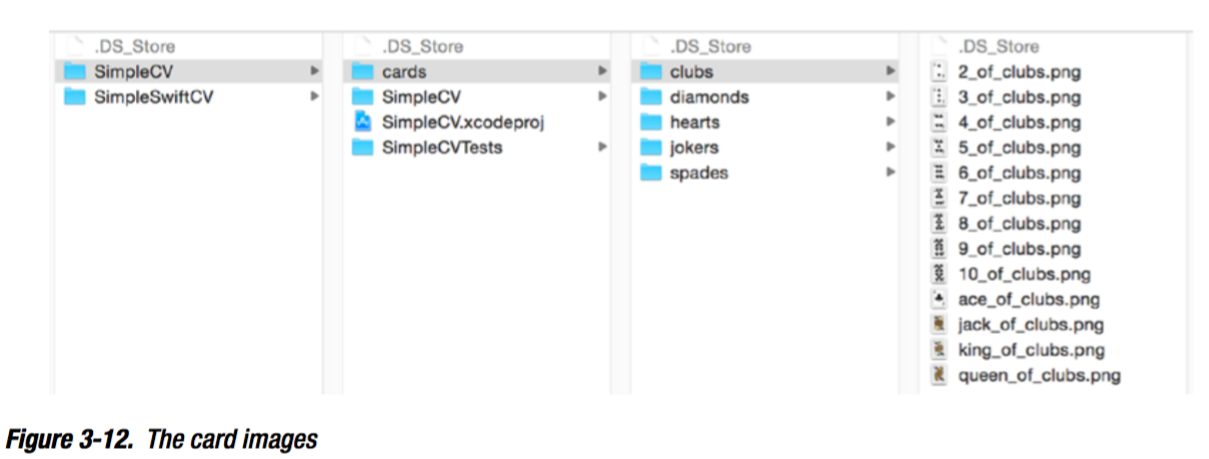 .DS_Store
SimpleCV
SimpleSwiftCV
.DS_Store
cards
SimpleCV
SimpleCV.xcodeproj
SimpleCVTests
.DS_Store
clubs
diamonds
hearts
jokers
spades
.DS_Store
2_of_clubs.png
3_of_clubs.png
4_of_clubs.png
5_of_clubs.png
6_of_clubs.png
7_of_clubs.png
8_of_clubs.png
9_of_clubs.png
10_of_clubs.png
ace_of_clubs.png
jack_of_clubs.png
king_of_clubs.png
queen_of_clubs.png
Figure 3-12. The card images